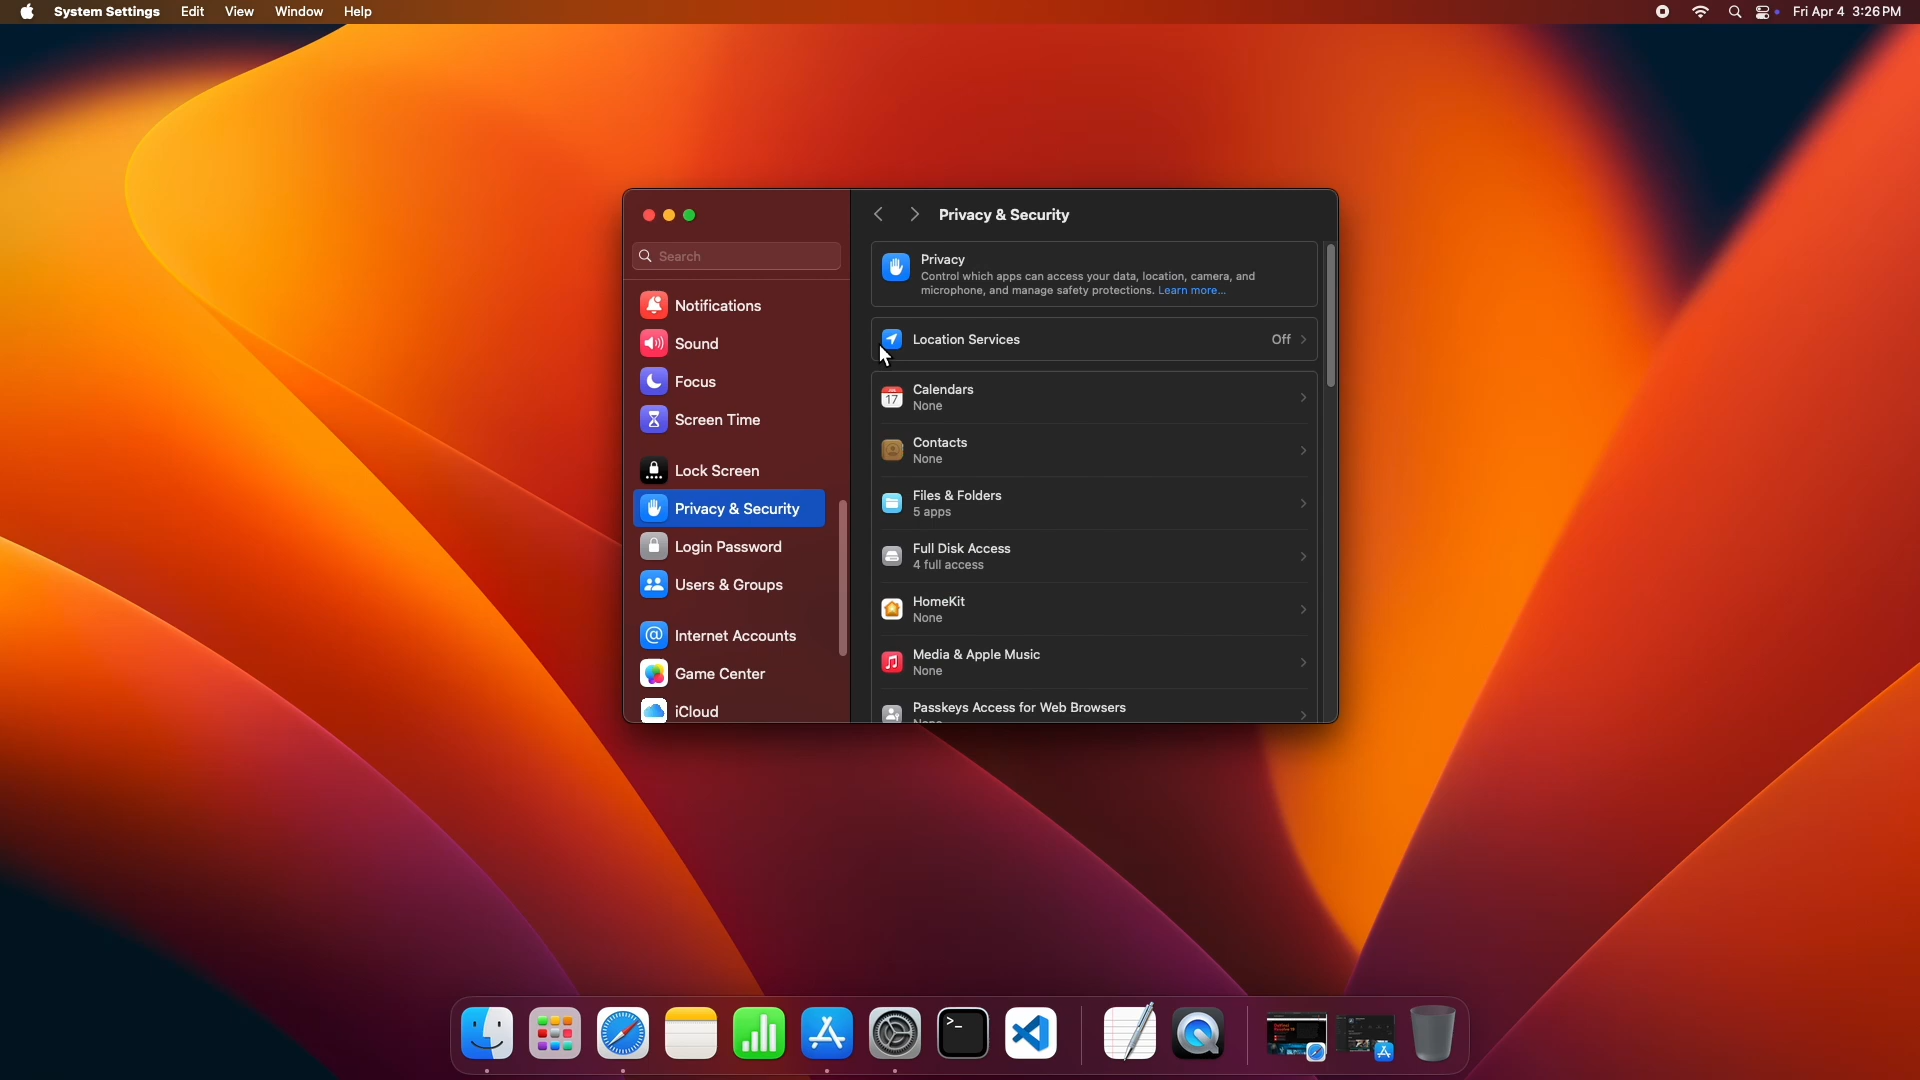 System Settings Edit View Window Help
Fri Apr 4 3:26 PM
Search
Notifications
Sound
Focus
Screen Time
Lock Screen
Privacy & Security
Login Password
Users & Groups
Internet Accounts
Game Center
iCloud
Privacy & Security
Privacy
Control which apps can access your data, location, camera, and
microphone, and manage safety protections. Learn more...
Location Services Off
17
Calendars
None
Contacts
None
Files & Folders
5 apps
Full Disk Access
4 full access
HomeKit
None
Media & Apple Music
None
Passkeys Access for Web Browsers
None